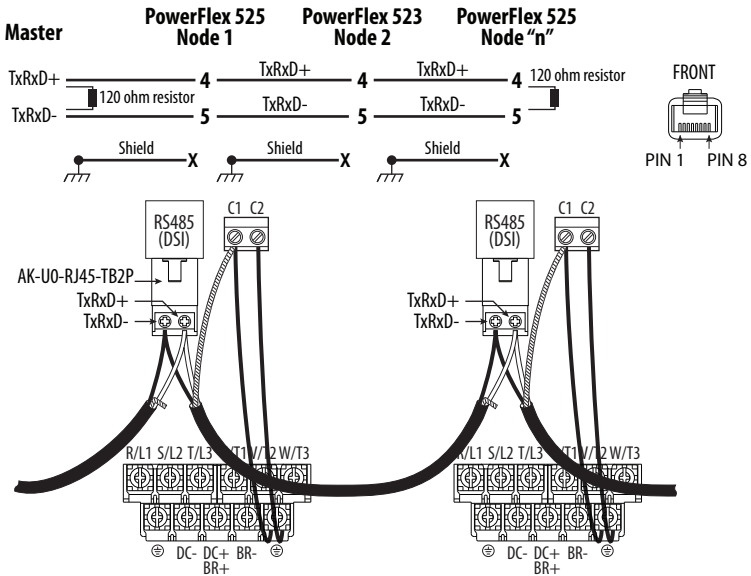 Master
PowerFlex 525
Node 1
PowerFlex 523
Node 2
PowerFlex 525
Node “n”
TxRxD+ 4 TxRxD+ 4 TxRxD+ 4
120 ohm resistor
120 ohm resistor
TxRxD- 5 TxRxD- 5 TxRxD- 5
Shield X Shield X Shield X
FRONT
PIN 1 PIN 8
RS485
(DSI)
C1 C2
AK-U0-RJ45-TB2P
TxRxD+
TxRxD-
R/L1 S/L2 T/L3 /T1 V/T2 W/T3
DC- DC+ BR-
BR+
RS485
(DSI)
C1 C2
TxRxD+
TxRxD-
R/L1 S/L2 T/L3 /T1 V/T2 W/T3
DC- DC+ BR-
BR+